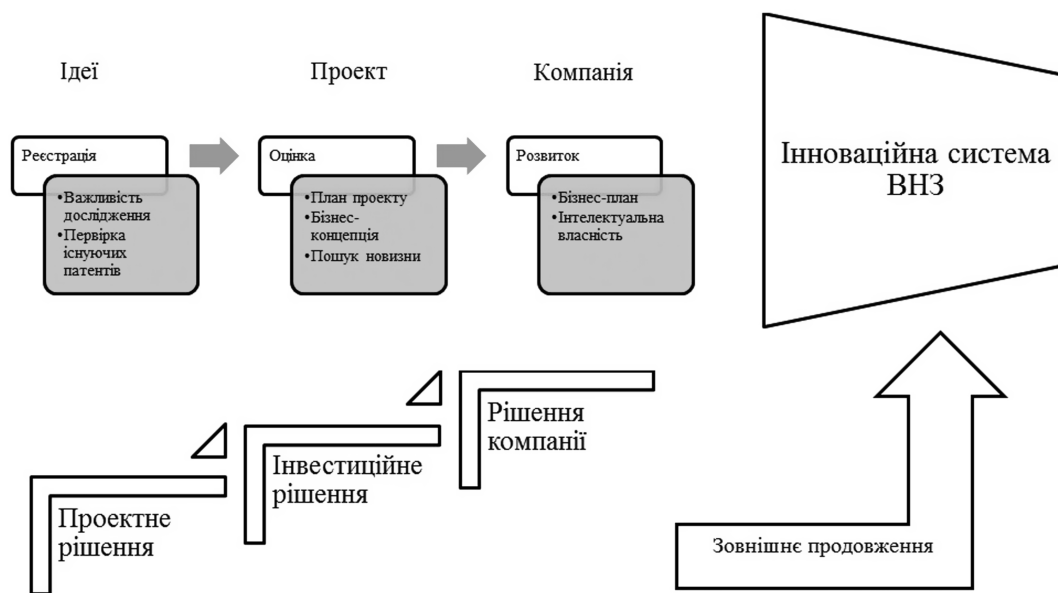 Ідеї
Проект
Компанія
Реєстрація
•Важливість
дослідження
•Первірка
існуючих
патентів
Оцінка
•План проекту
•Бізнес-
концепція
•Пошук новизни
Розвиток
•Бізнес-план
•Інтелектуальна
власність
Інноваційна система
ВНЗ
Проектне
рішення
Інвестиційне
рішення
Рішення
компанії
Зовнішнє продовження